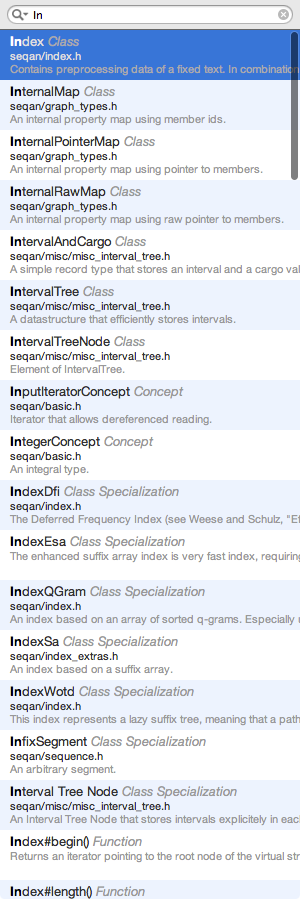 In
Index Class
seqan/index.h
Contains preprocessing data of a fixed text. In combination
InternalMap Class
seqan/graph_types.h
An internal property map using member ids.
InternalPointerMap Class
seqan/graph_types.h
An internal property map using pointer to members.
InternalRawMap Class
seqan/graph_types.h
An internal property map using raw pointer to members.
IntervalAndCargo Class
seqan/misc/misc_interval_tree.h
A simple record type that stores an interval and a cargo val
IntervalTree Class
seqan/misc/misc_interval_tree.h
A datastructure that efficiently stores intervals.
IntervalTreeNode Class
seqan/misc/misc_interval_tree.h
Element of IntervalTree.
InputIteratorConcept Concept
seqan/basic.h
Iterator that allows dereferenced reading.
IntegerConcept Concept
seqan/basic.h
An integral type.
IndexDfi Class Specialization
seqan/index.h
The Deferred Frequency Index (see Weese and Schulz, "Ef
IndexEsa Class Specialization
The enhanced suffix array index is very fast index, requiring
IndexQGram Class Specialization
seqan/index.h
An index based on an array of sorted q-grams. Especially
IndexSa Class Specialization
seqan/index_extras.h
An index based on a suffix array.
IndexWotd Class Specialization
seqan/index.h
This index represents a lazy suffix tree, meaning that a path
InfixSegment Class Specialization
seqan/sequence.h
An arbitrary segment.
Interval Tree Node Class Specialization
seqan/misc/misc_interval_tree.h
An Interval Tree Node that stores intervals explicitely in each
Index#begin() Function
Returns an iterator pointing to the root node of the virtual str
Index#length() Function